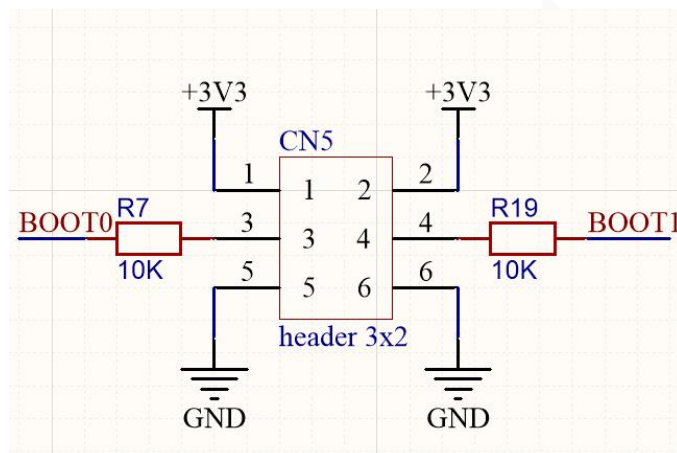 +3V3 +3V3
CN5
1 1 2 2
BOOT0 R7 3 3 4 4 R19 BOOT1
10K 10K
5 5 6 6
header 3x2
GND GND